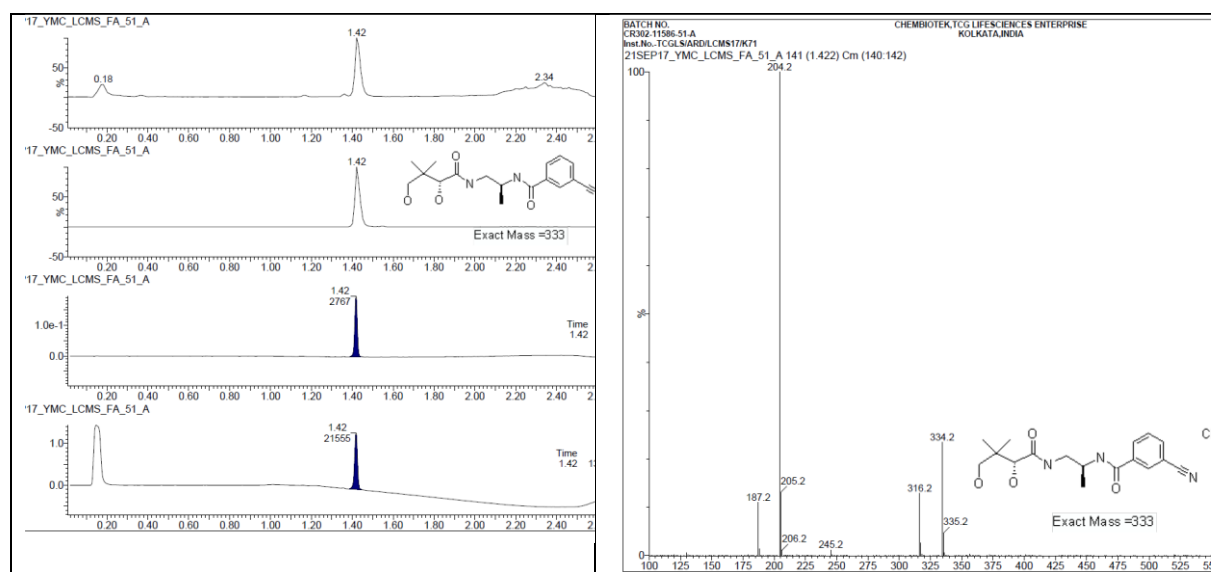 '17_YMC_LCMS_FA_51_A
1.42
50
%
0.18
2.34
-50
0.20 0.40 0.60 0.80 1.00 1.20 1.40 1.60 1.80 2.00 2.20 2.40
'17_YMC_LCMS_FA_51_A
1.42
50
%
O
N
N
O
O
O
Exact Mass =333
-50
0.20 0.40 0.60 0.80 1.00 1.20 1.40 1.60 1.80 2.00 2.20 2.40
'17_YMC_LCMS_FA_51_A
1.42
2767
1.0e-1
Time
1.42
0.0
0.20 0.40 0.60 0.80 1.00 1.20 1.40 1.60 1.80 2.00 2.20 2.40
'17_YMC_LCMS_FA_51_A
1.42
21555
1.0
Time
1.42
0.0
0.20 0.40 0.60 0.80 1.00 1.20 1.40 1.60 1.80 2.00 2.20 2.40
BATCH NO. CHEMBIOTEK,TCG LIFESCIENCES ENTERPRISE
CR302-11586-51-A KOLKATA,INDIA
Inst.No.-TCGLS/ARD/LCMS17/K71
21SEP17_YMC_LCMS_FA_51_A 141 (1.422) Cm (140:142)
204.2
100
%
334.2
205.2
316.2
187.2
335.2
206.2
245.2
C
O
N
N
O
O
O
N
Exact Mass =333
0
100 125 150 175 200 225 250 275 300 325 350 375 400 425 450 475 500 525